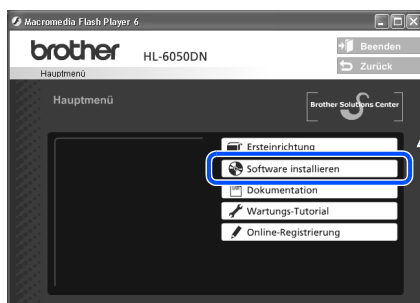 Macromedia Flash Player 6
brother
HL-6050DN
Beenden
Zurück
Hauptmenü
Hauptmenü
Brother Solutions Center
Ersteinrichtung
Software installieren
Dokumentation
Wartungs-Tutorial
Online-Registrierung